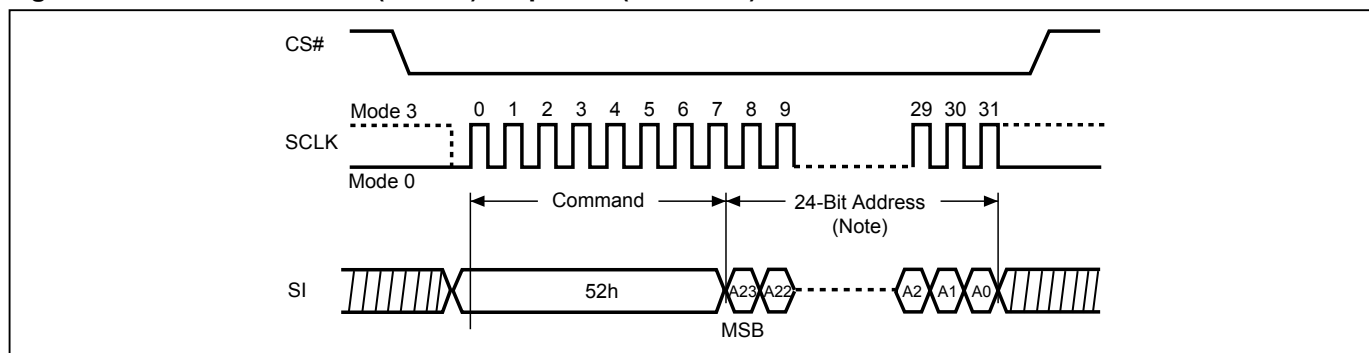 CS#
Mode 3
0 1 2 3 4 5 6 7 8 9 29 30 31
SCLK
Mode 0
Command
24-Bit Address
(Note)
SI
52h
A23 A22 A2 A1 A0
MSB